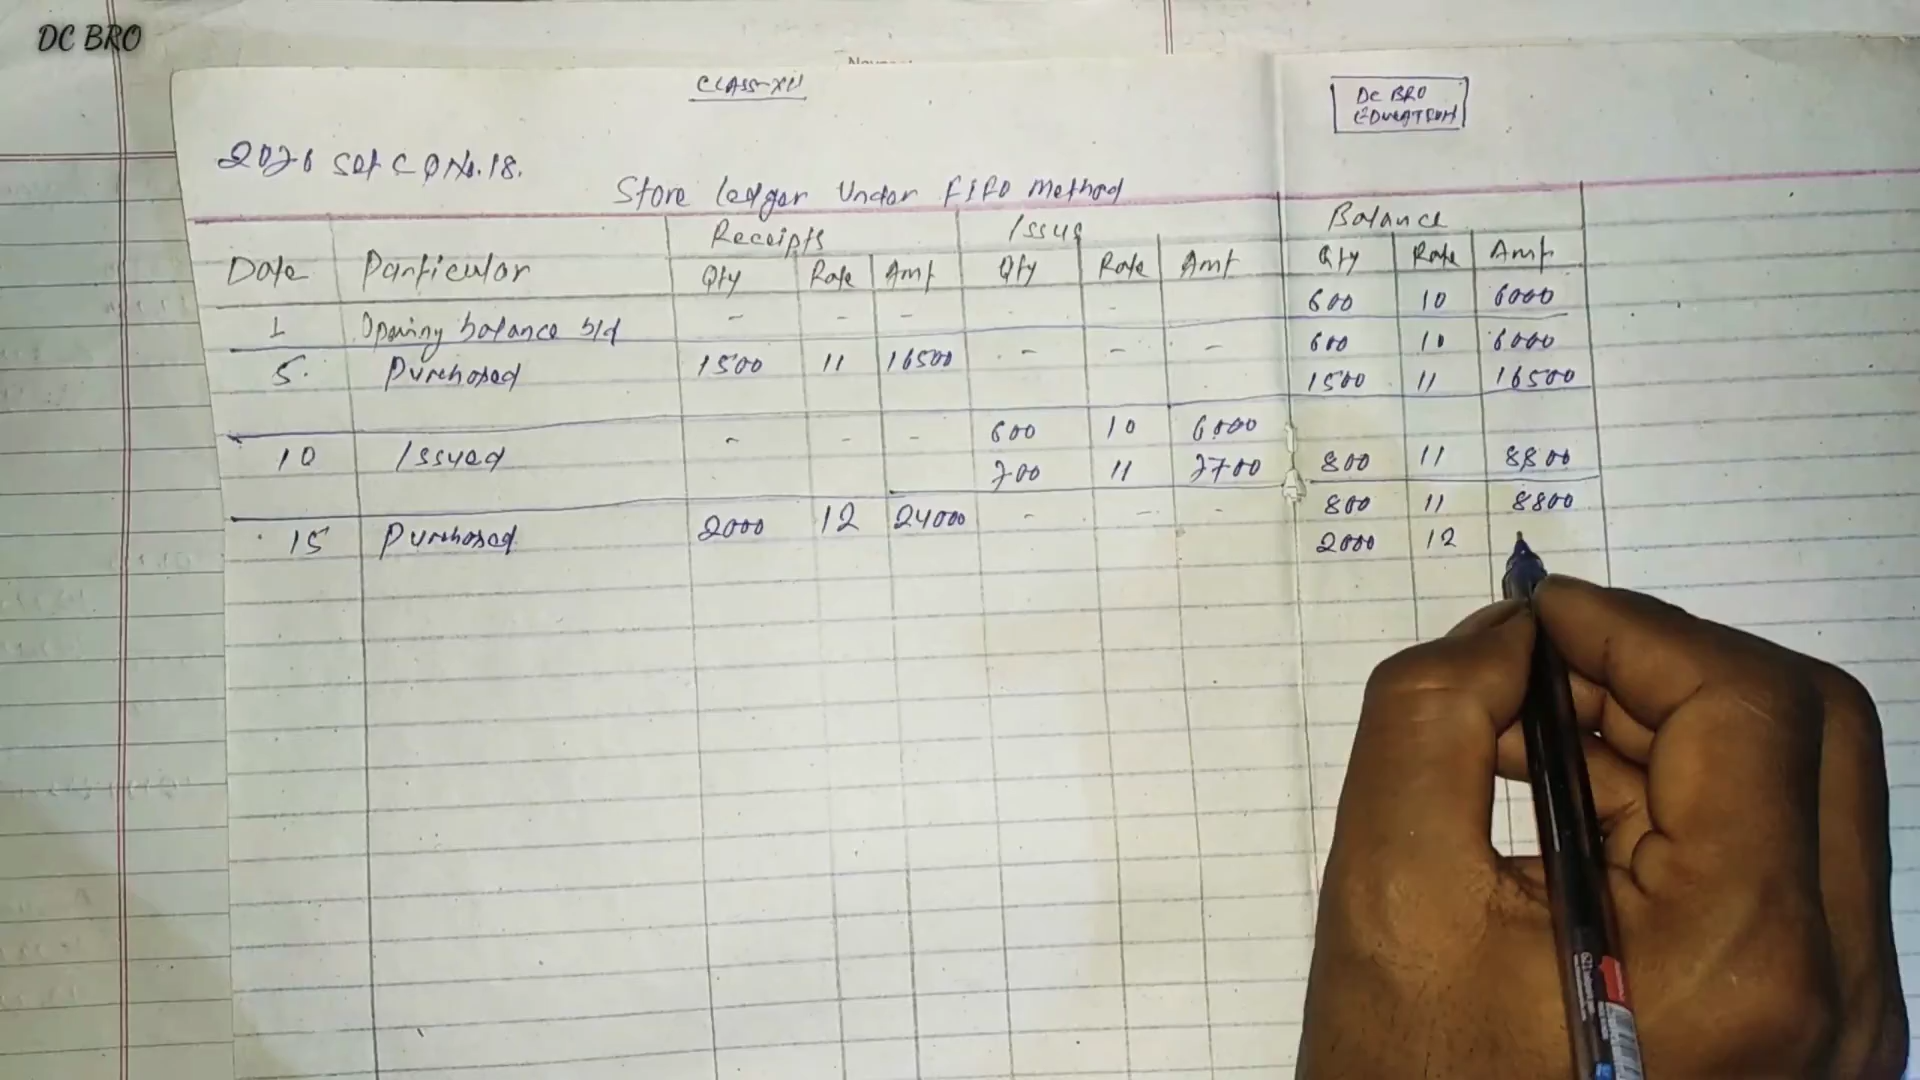 DC BRO
CLASS-XII
DC BRO
EDUCATION
2076 Set C Q No. 18.
Store ledger Under FIFO Method
Receipts Issue Balance
Date Particular Qty Rate Amt Qty Rate Amt Qty Rate Amt
1 Opening balance b/d - - - - 600 10 6000
600 10 6000
5. Purchased 1500 11 16500 - - - 1500 11 16500
600 10 6000
10 Issued - - - 700 11 7700 800 11 8800
800 11 8800
15 Purchased 2000 12 24000 - - - 2000 12